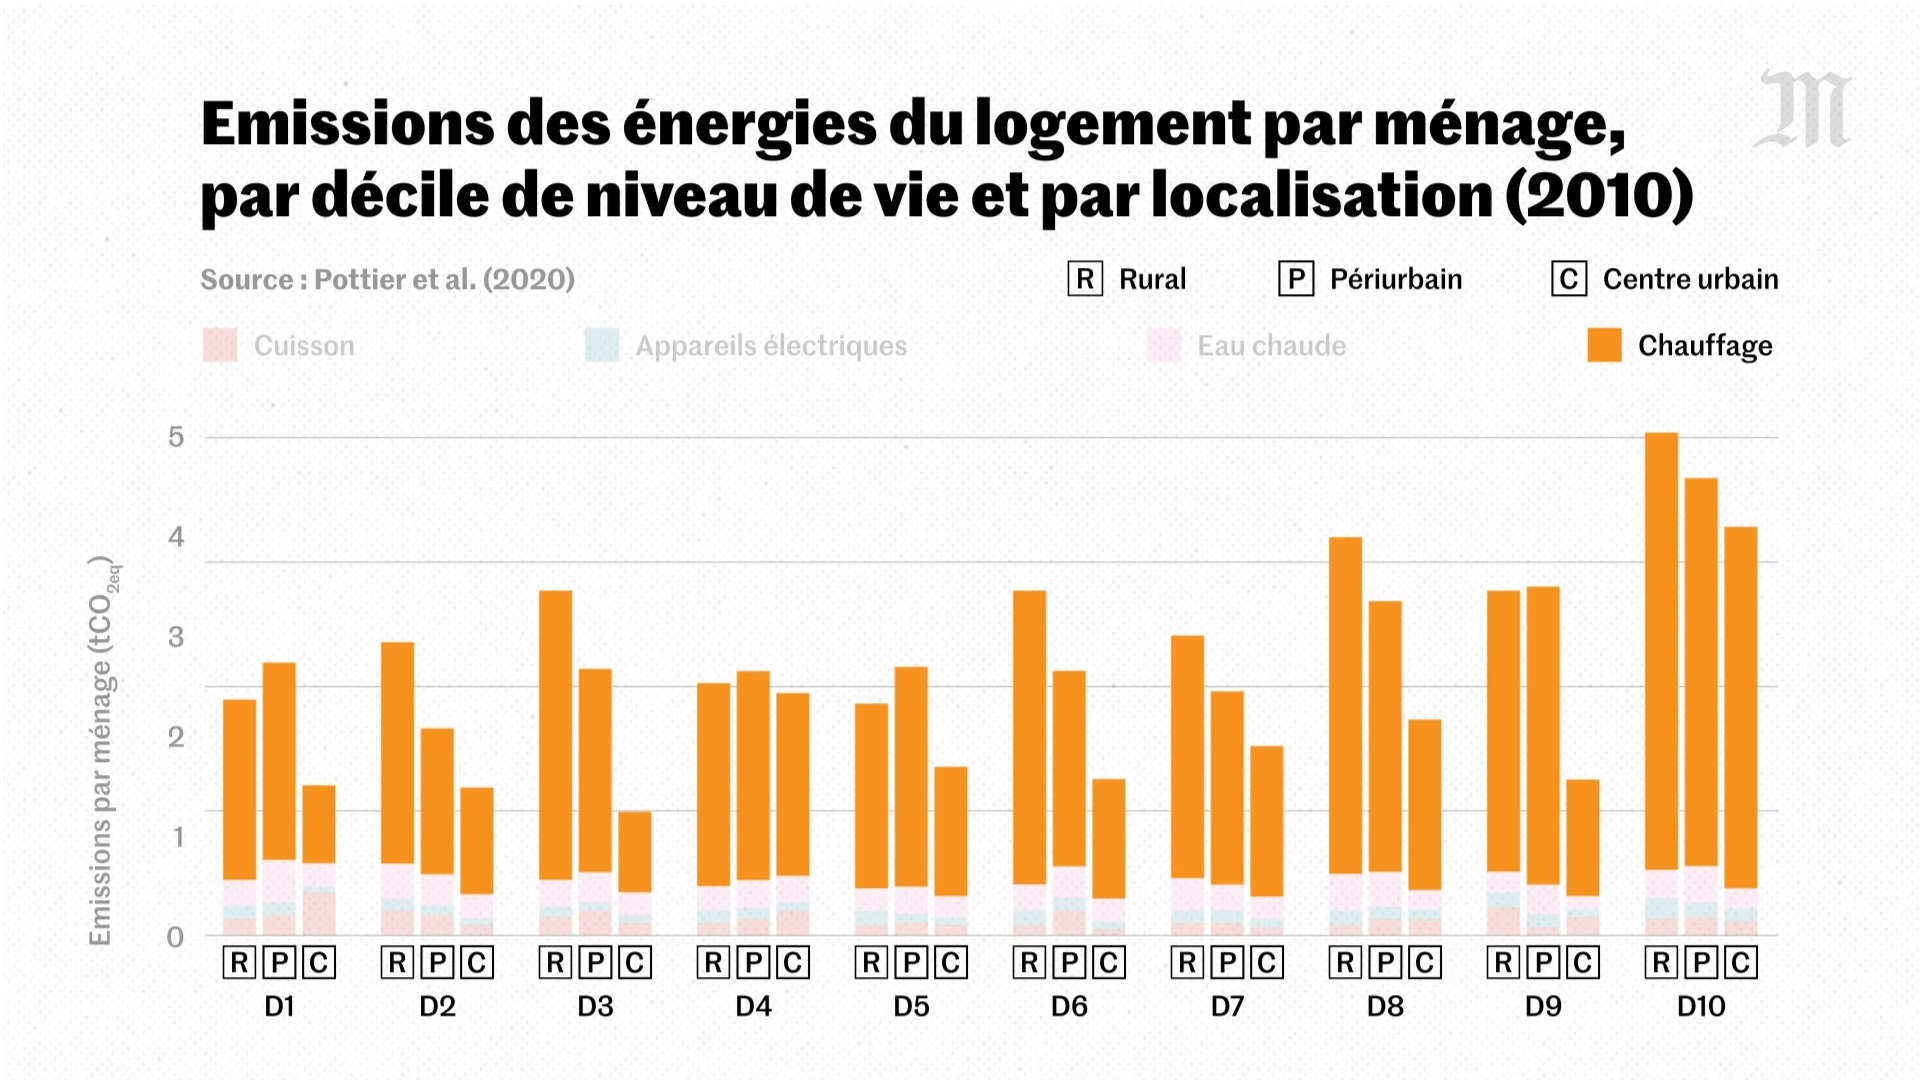 Emissions des énergies du logement par ménage,
par décile de niveau de vie et par localisation (2010)
Source : Pottier et al. (2020)
R Rural P Périurbain C Centre urbain
Cuisson Appareils électriques Eau chaude Chauffage
Emissions par ménage (tCO2eq)
5
4
3
2
1
0
R P C R P C R P C R P C R P C R P C R P C R P C R P C R P C
D1 D2 D3 D4 D5 D6 D7 D8 D9 D10
M